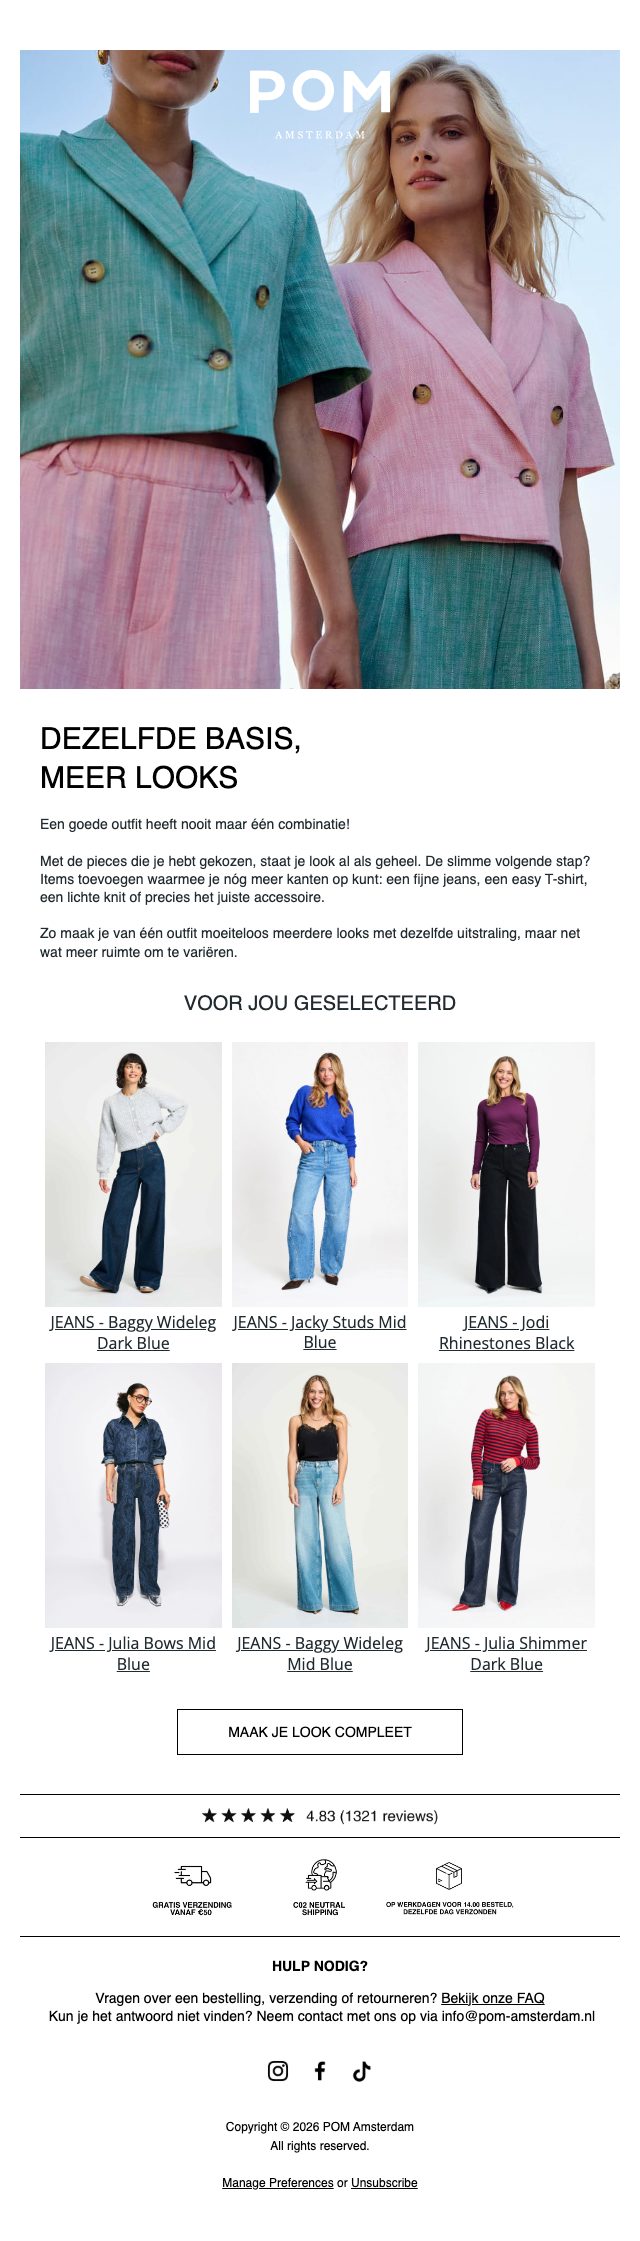 POM
AMSTERDAM
DEZELFDE BASIS,
MEER LOOKS
Een goede outfit heeft nooit maar één combinatie!
Met de pieces die je hebt gekozen, staat je look al als geheel. De slimme volgende stap?
Items toevoegen waarmee je nóg meer kanten op kunt: een fijne jeans, een easy T-shirt,
een lichte knit of precies het juiste accessoire.
Zo maak je van één outfit moeiteloos meerdere looks met dezelfde uitstraling, maar net
wat meer ruimte om te variëren.
VOOR JOU GESELECTEERD
JEANS - Baggy Wideleg
Dark Blue
JEANS - Jacky Studs Mid
Blue
JEANS - Jodi
Rhinestones Black
JEANS - Julia Bows Mid
Blue
JEANS - Baggy Wideleg
Mid Blue
JEANS - Julia Shimmer
Dark Blue
MAAK JE LOOK COMPLEET
★★★★★ 4.83 (1321 reviews)
GRATIS VERZENDING
VANAF €50
C02 NEUTRAL
SHIPPING
OP WERKDAGEN VOOR 14.00 BESTELD,
DEZELFDE DAG VERZONDEN
HULP NODIG?
Vragen over een bestelling, verzending of retourneren? Bekijk onze FAQ
Kun je het antwoord niet vinden? Neem contact met ons op via info@pom-amsterdam.nl
Copyright © 2026 POM Amsterdam
All rights reserved.
Manage Preferences or Unsubscribe